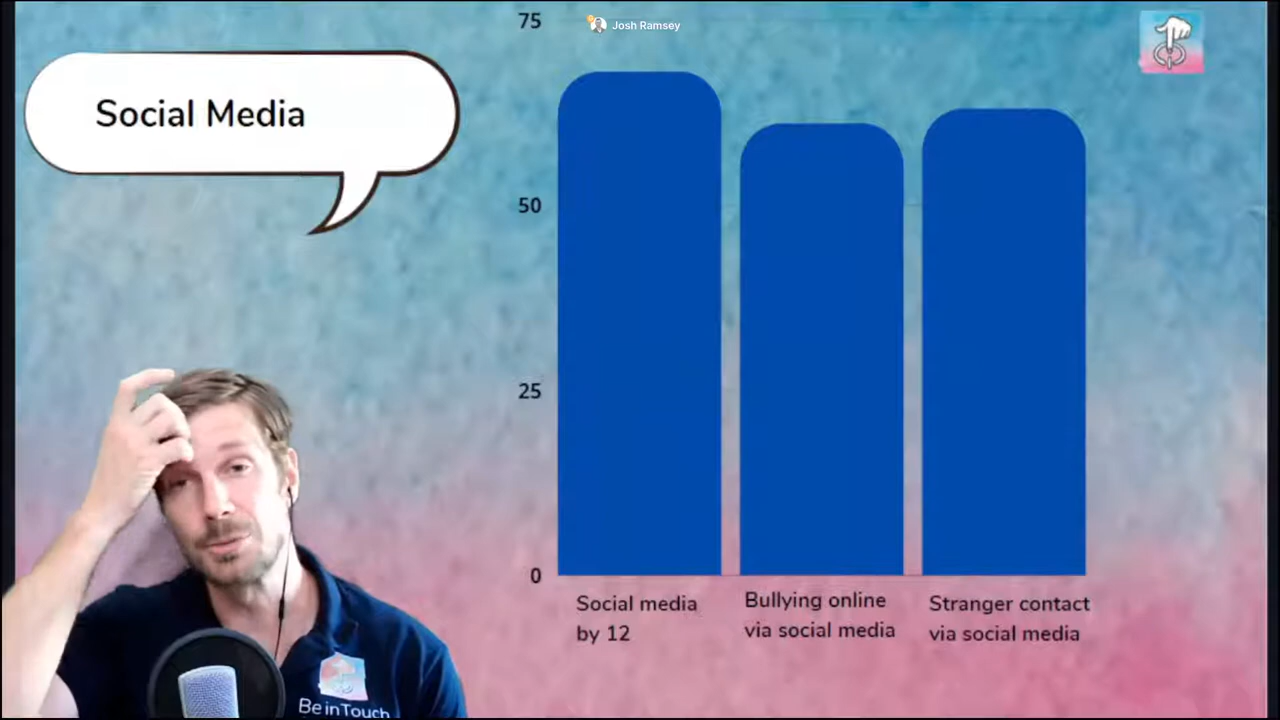 Josh Ramsey
Social Media
75
50
25
0
Social media
by 12
Bullying online
via social media
Stranger contact
via social media
Be in Touch